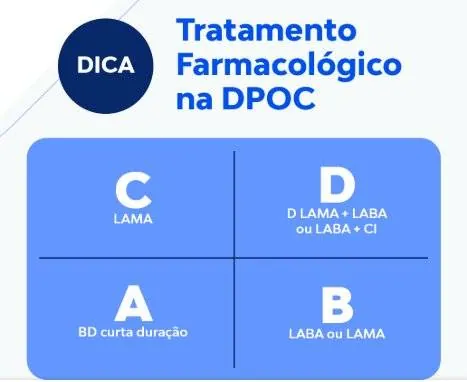 DICA
Tratamento
Farmacológico
na DPOC
C
LAMA
D
D LAMA + LABA
ou LABA + CI
A
BD curta duração
B
LABA ou LAMA